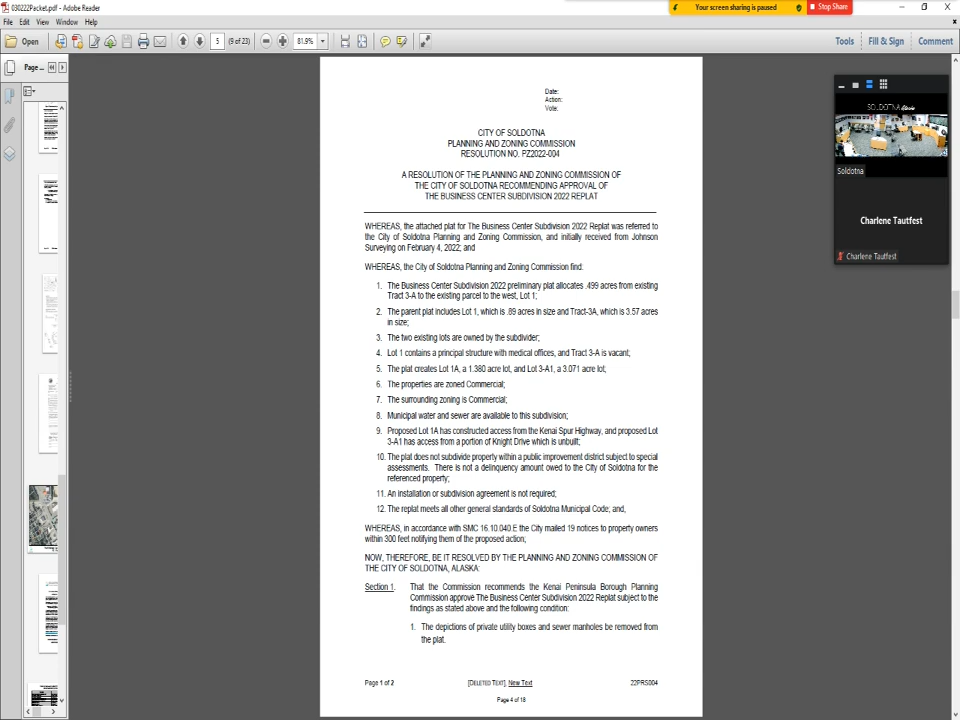 030222Packet.pdf - Adobe Reader
Your screen sharing is paused
Stop Share
File Edit View Window Help
Open
5
(9 of 23)
81.9%
Tools
Fill & Sign
Comment
Page...
Date:
Action:
Vote:
CITY OF SOLDOTNA
PLANNING AND ZONING COMMISSION
RESOLUTION NO. PZ2022-004
A RESOLUTION OF THE PLANNING AND ZONING COMMISSION OF
THE CITY OF SOLDOTNA RECOMMENDING APPROVAL OF
THE BUSINESS CENTER SUBDIVISION 2022 REPLAT
WHEREAS, the attached plat for The Business Center Subdivision 2022 Replat was referred to
the City of Soldotna Planning and Zoning Commission, and initially received from Johnson
Surveying on February 4, 2022; and
WHEREAS, the City of Soldotna Planning and Zoning Commission find:
1. The Business Center Subdivision 2022 preliminary plat allocates .499 acres from existing
Tract 3-A to the existing parcel to the west, Lot 1;
2. The parent plat includes Lot 1, which is .89 acres in size and Tract-3A, which is 3.57 acres
in size;
3. The two existing lots are owned by the subdivider;
4. Lot 1 contains a principal structure with medical offices, and Tract 3-A is vacant;
5. The plat creates Lot 1A, a 1.380 acre lot, and Lot 3-A1, a 3.071 acre lot;
6. The properties are zoned Commercial;
7. The surrounding zoning is Commercial;
8. Municipal water and sewer are available to this subdivision;
9. Proposed Lot 1A has constructed access from the Kenai Spur Highway, and proposed Lot
3-A1 has access from a portion of Knight Drive which is unbuilt;
10. The plat does not subdivide property within a public improvement district subject to special
assessments. There is not a delinquency amount owed to the City of Soldotna for the
referenced property;
11. An installation or subdivision agreement is not required;
12. The replat meets all other general standards of Soldotna Municipal Code; and,
WHEREAS, in accordance with SMC 16.10.040.E the City mailed 19 notices to property owners
within 300 feet notifying them of the proposed action;
NOW, THEREFORE, BE IT RESOLVED BY THE PLANNING AND ZONING COMMISSION OF
THE CITY OF SOLDOTNA, ALASKA:
Section 1. That the Commission recommends the Kenai Peninsula Borough Planning
Commission approve The Business Center Subdivision 2022 Replat subject to the
findings as stated above and the following condition:
1. The depictions of private utility boxes and sewer manholes be removed from
the plat.
Page 1 of 2
[DELETED TEXT], New Text
22PRS004
Page 4 of 18
SOLDOTNA
Soldotna
Charlene Tautfest
Charlene Tautfest